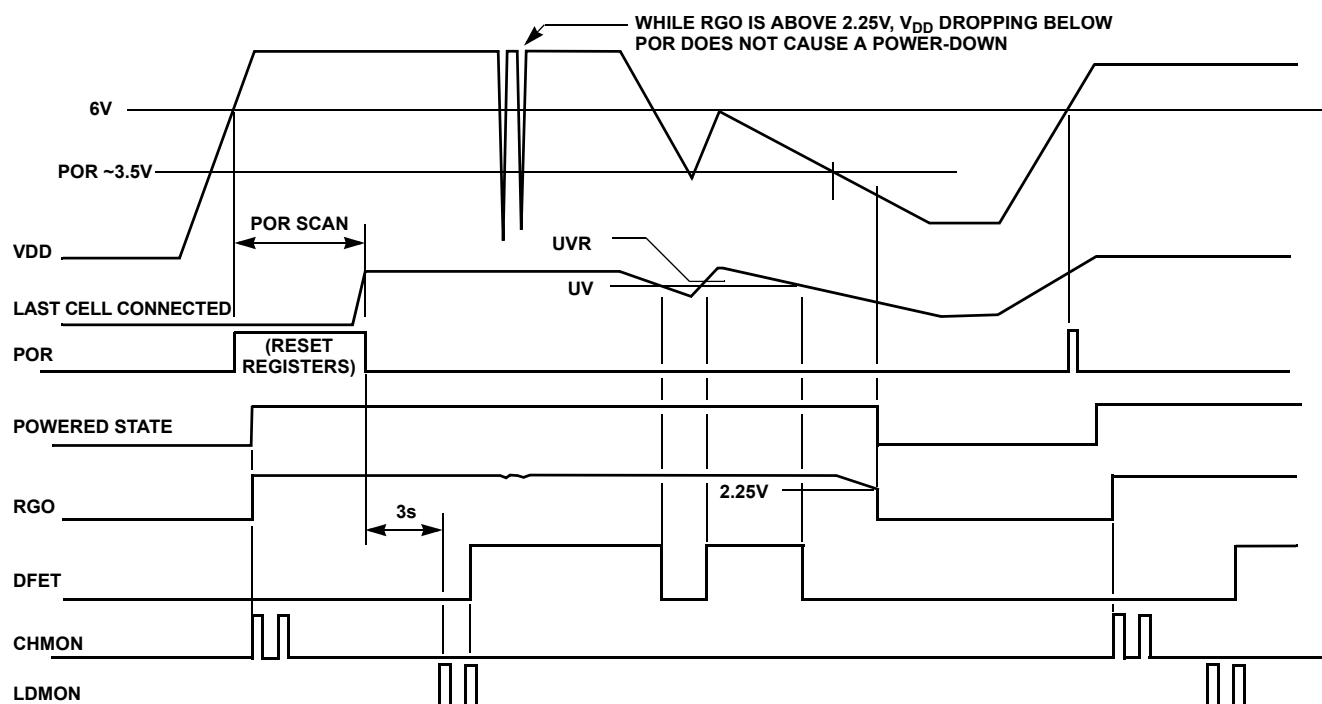 WHILE RGO IS ABOVE 2.25V, VDD DROPPING BELOW
POR DOES NOT CAUSE A POWER-DOWN
6V
POR ~3.5V
POR SCAN
VDD
UVR
UV
LAST CELL CONNECTED
POR
(RESET
REGISTERS)
POWERED STATE
2.25V
RGO
3s
DFET
CHMON
LDMON